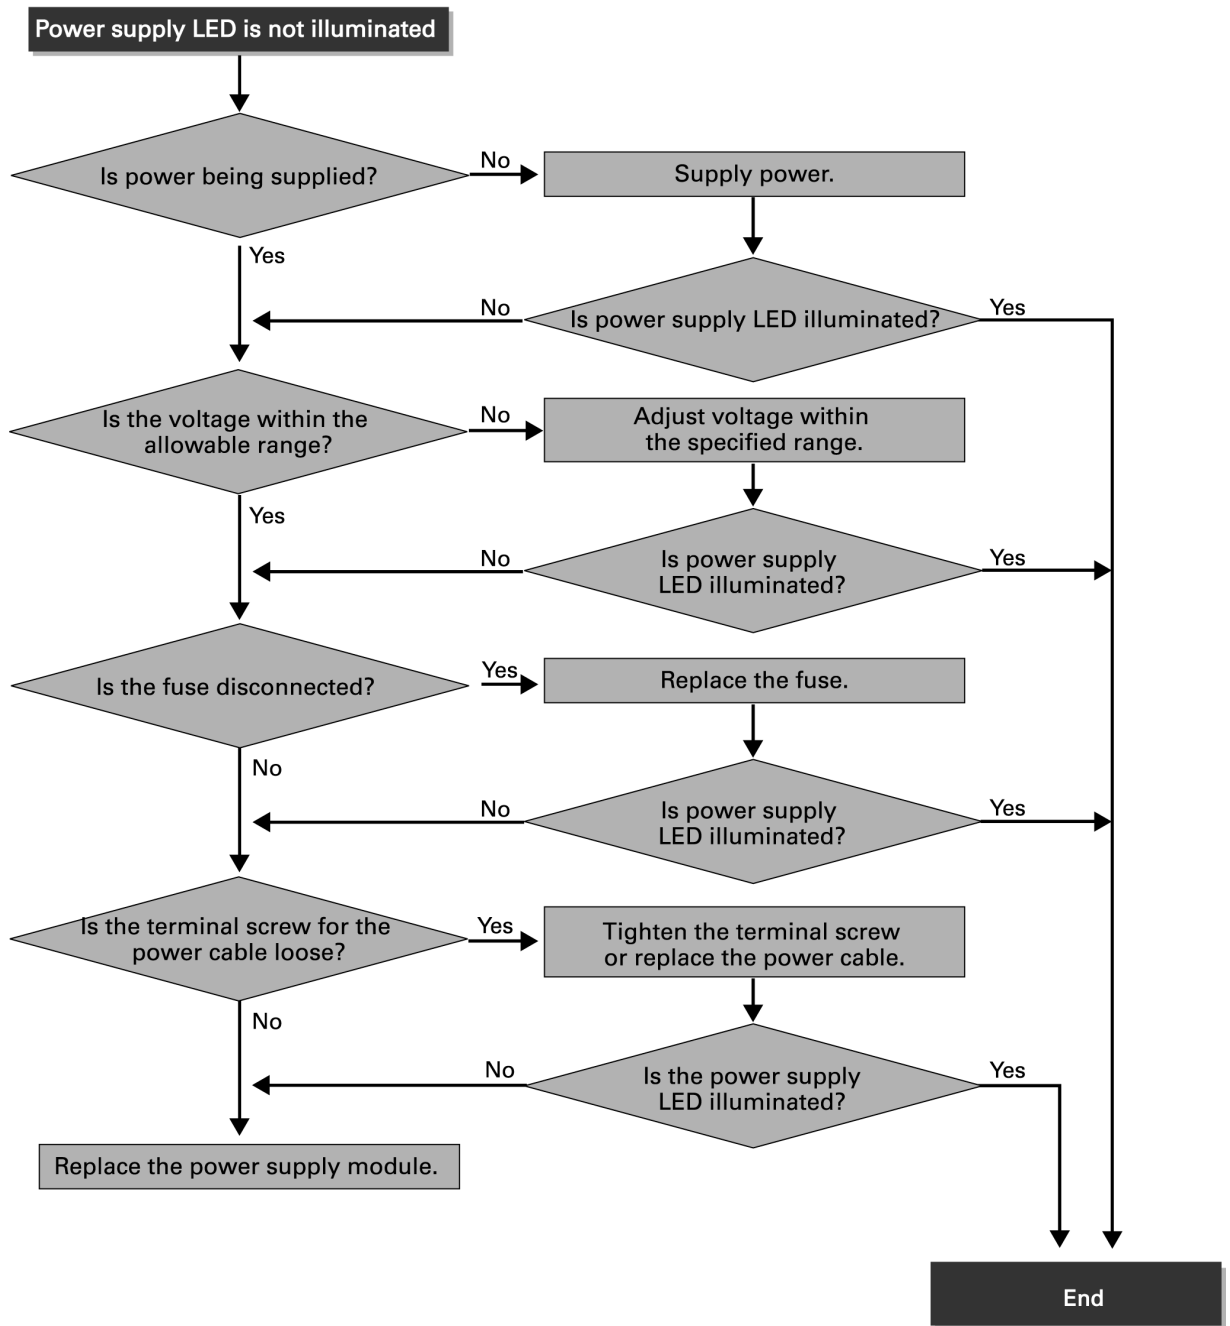 Power supply LED is not illuminated
Is power being supplied?
No
Supply power.
Yes
No
Is power supply LED illuminated?
Yes
Is the voltage within the
allowable range?
No
Adjust voltage within
the specified range.
Yes
No
Is power supply
LED illuminated?
Yes
Is the fuse disconnected?
Yes
Replace the fuse.
No
No
Is power supply
LED illuminated?
Yes
Is the terminal screw for the
power cable loose?
Yes
Tighten the terminal screw
or replace the power cable.
No
No
Is the power supply
LED illuminated?
Yes
Replace the power supply module.
End